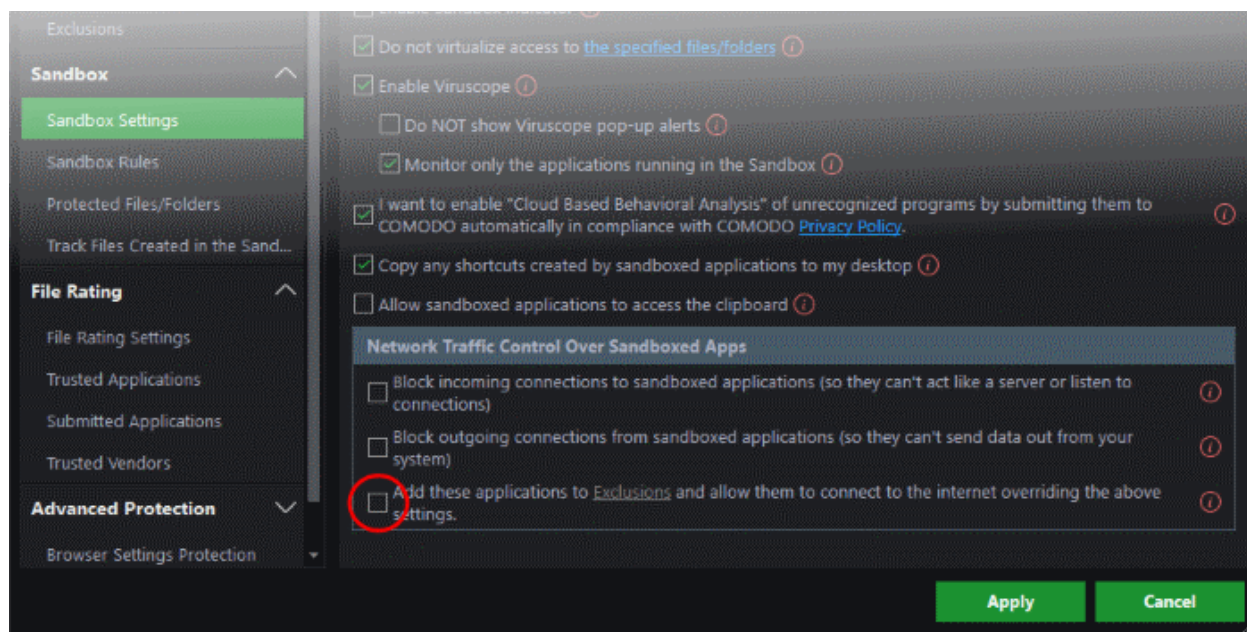 Exclusions
Sandbox
Sandbox Settings
Sandbox Rules
Protected Files/Folders
Track Files Created in the Sand...
File Rating
File Rating Settings
Trusted Applications
Submitted Applications
Trusted Vendors
Advanced Protection
Browser Settings Protection
Enable Sandbox Indicator
Do not virtualize access to the specified files/folders
Enable Viruscope
Do NOT show Viruscope pop-up alerts
Monitor only the applications running in the Sandbox
I want to enable "Cloud Based Behavioral Analysis" of unrecognized programs by submitting them to
COMODO automatically in compliance with COMODO Privacy Policy.
Copy any shortcuts created by sandboxed applications to my desktop
Allow sandboxed applications to access the clipboard
Network Traffic Control Over Sandboxed Apps
Block incoming connections to sandboxed applications (so they can't act like a server or listen to
connections)
Block outgoing connections from sandboxed applications (so they can't send data out from your
system)
Add these applications to Exclusions and allow them to connect to the internet overriding the above
settings.
Apply
Cancel